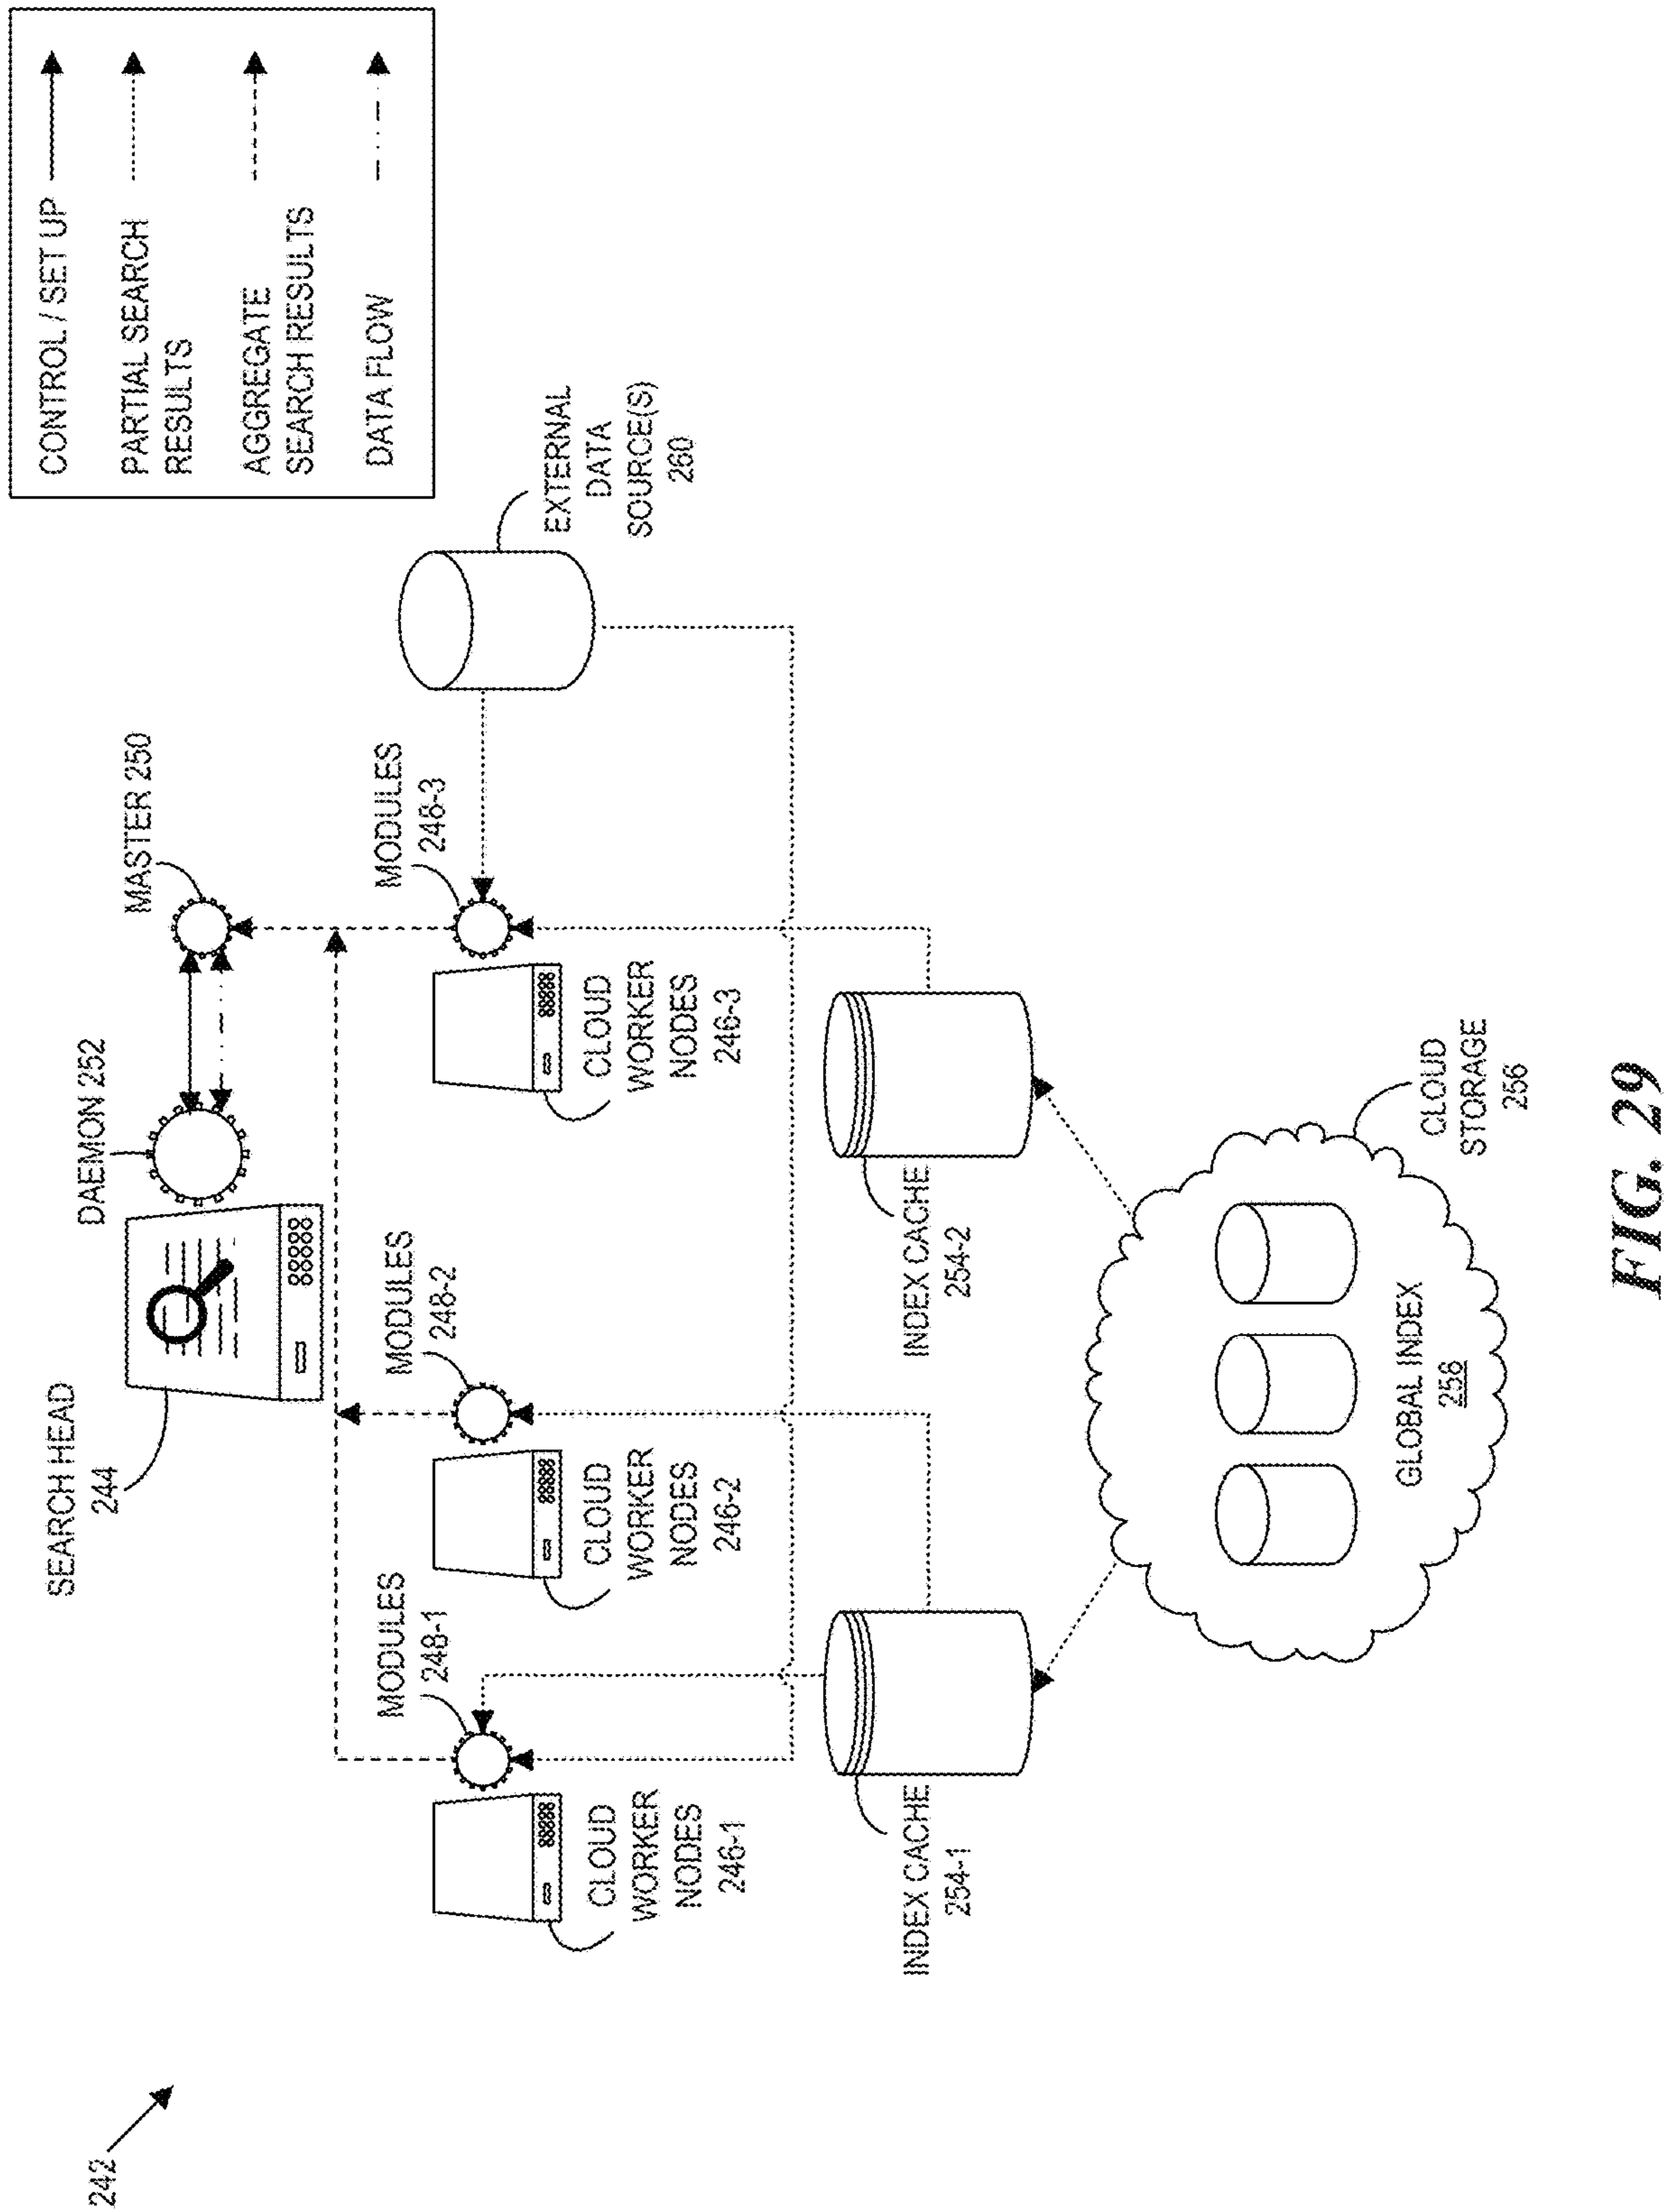 242
SEARCH HEAD
244
DAEMON 252
MASTER 250
CONTROL / SET UP
PARTIAL SEARCH
RESULTS
AGGREGATE
SEARCH RESULTS
DATA FLOW
MODULES
248-1
MODULES
248-2
MODULES
248-3
CLOUD
WORKER
NODES
246-1
CLOUD
WORKER
NODES
246-2
CLOUD
WORKER
NODES
246-3
EXTERNAL
DATA
SOURCE(S)
260
INDEX CACHE
254-1
INDEX CACHE
254-2
GLOBAL INDEX
258
CLOUD
STORAGE
256
FIG. 29